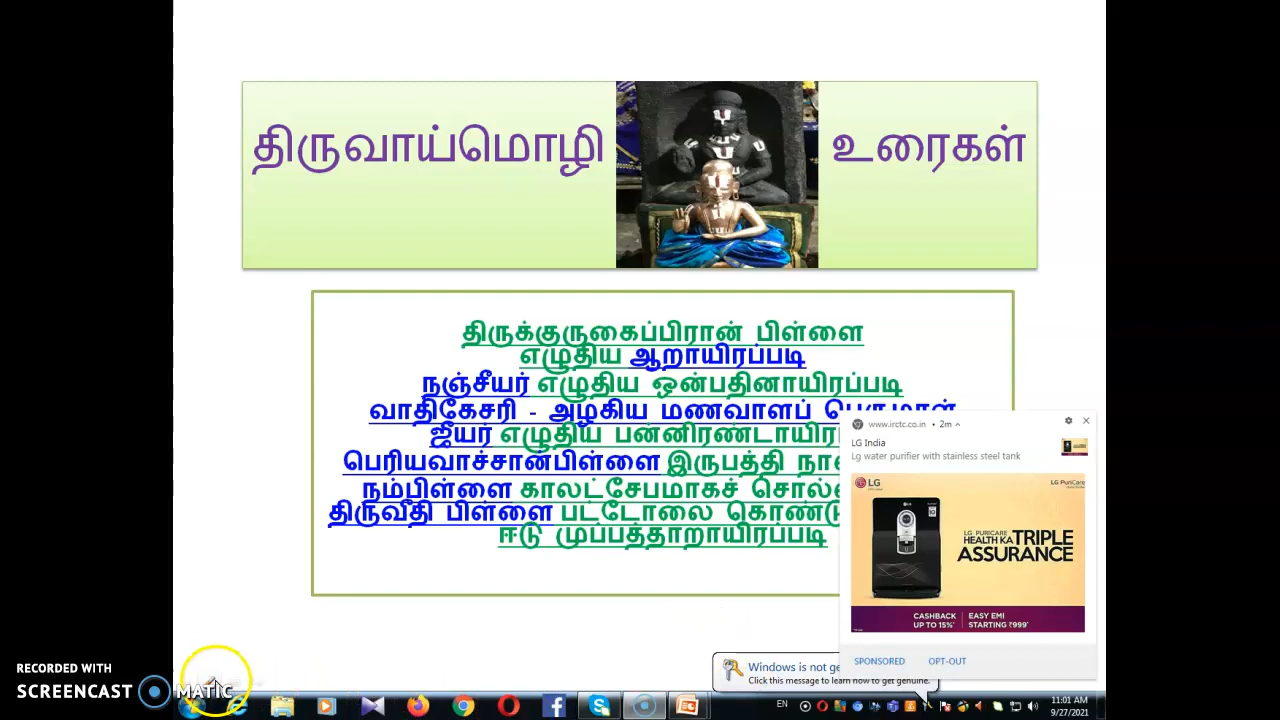 திருவாய்மொழி உரைகள்
திருக்குருகைப்பிரான் பிள்ளை
எழுதிய ஆறாயிரப்படி
நஞ்சீயர் எழுதிய ஒன்பதினாயிரப்படி
வாதிகேசரி - அழகிய மணவாளப் பெருமாள்
ஜீயர் எழுதிய
பெரியவாச்சான்பிள்ளை இருபத்தி
நம்பிள்ளை காலட்சேபமாகச்
திருவீதி பிள்ளை பட்டோலை
ஈடு முப்பத்தாறாயிரப்படி
www.irctc.co.in • 2m
LG India
Lg water purifier with stainless steel tank
LG
LG PuriCare
LG PURICARE
HEALTH KA TRIPLE
ASSURANCE
CASHBACK UP TO 15%*
EASY EMI STARTING ₹999*
SPONSORED OPT-OUT
Windows is not
Click this message to learn how to get genuine.
RECORDED WITH
SCREENCAST MATIC
EN
11:01 AM
9/27/2021